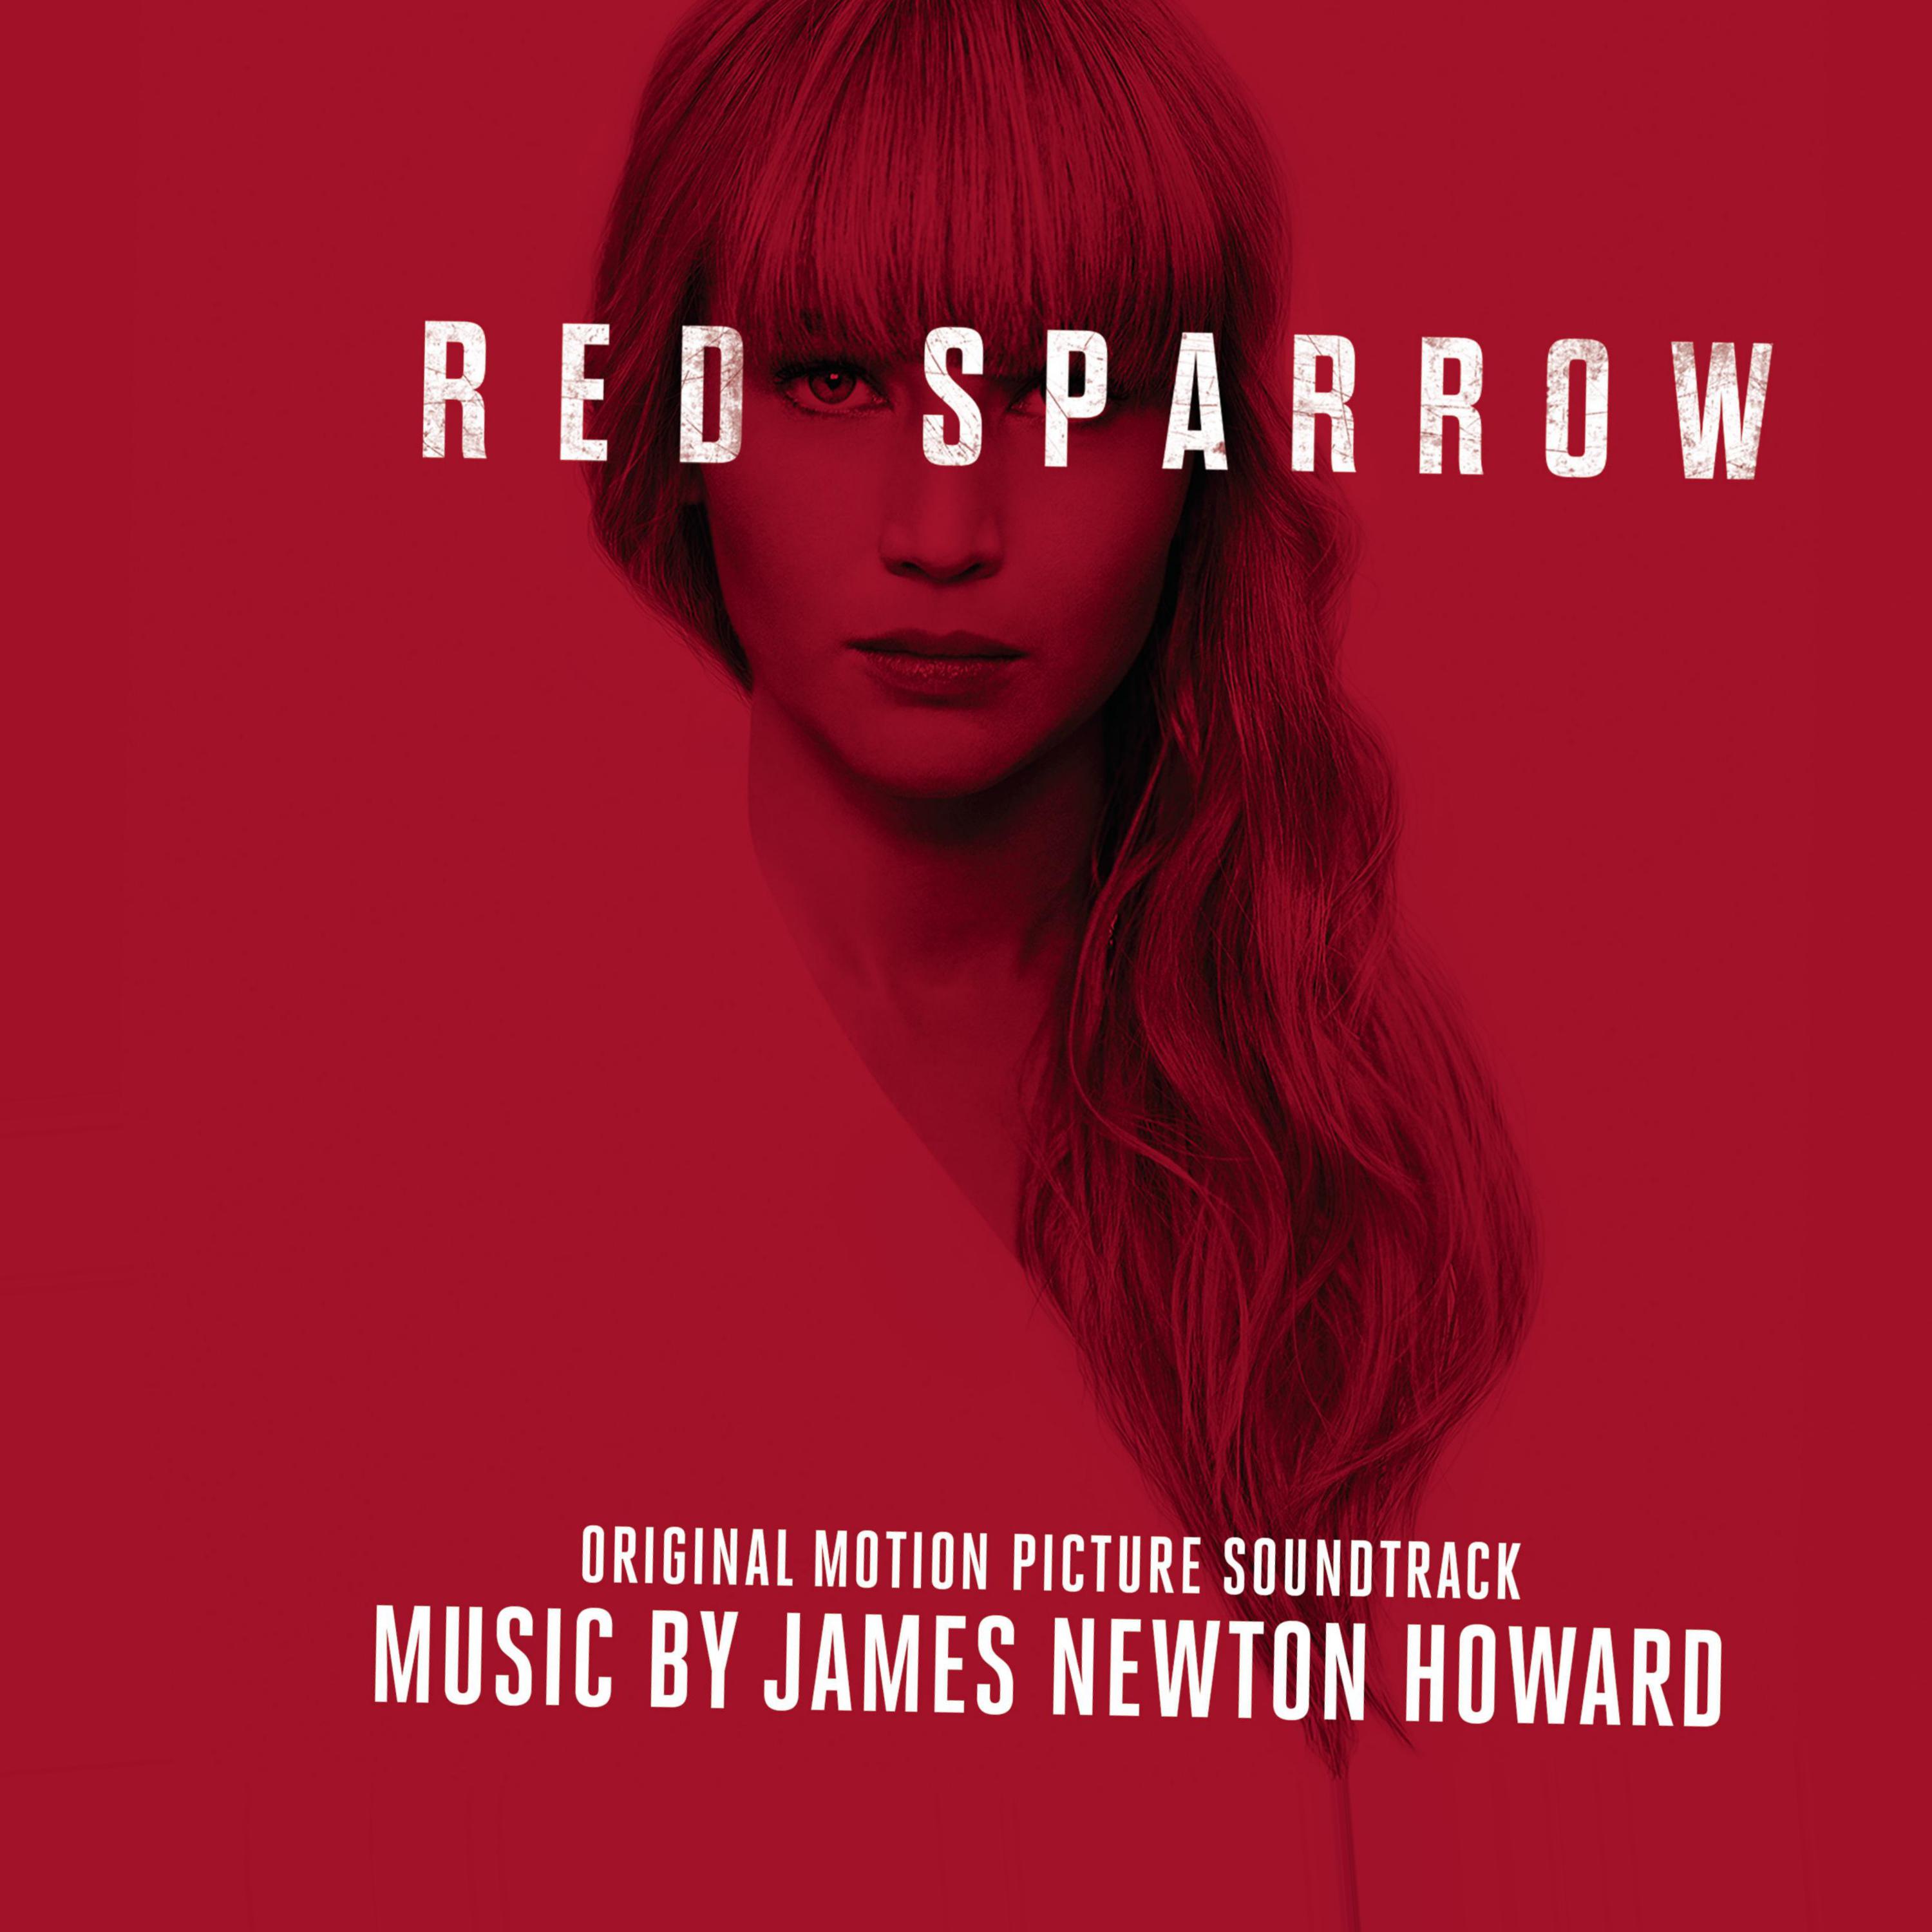 RED SPARROW
ORIGINAL MOTION PICTURE SOUNDTRACK
MUSIC BY JAMES NEWTON HOWARD